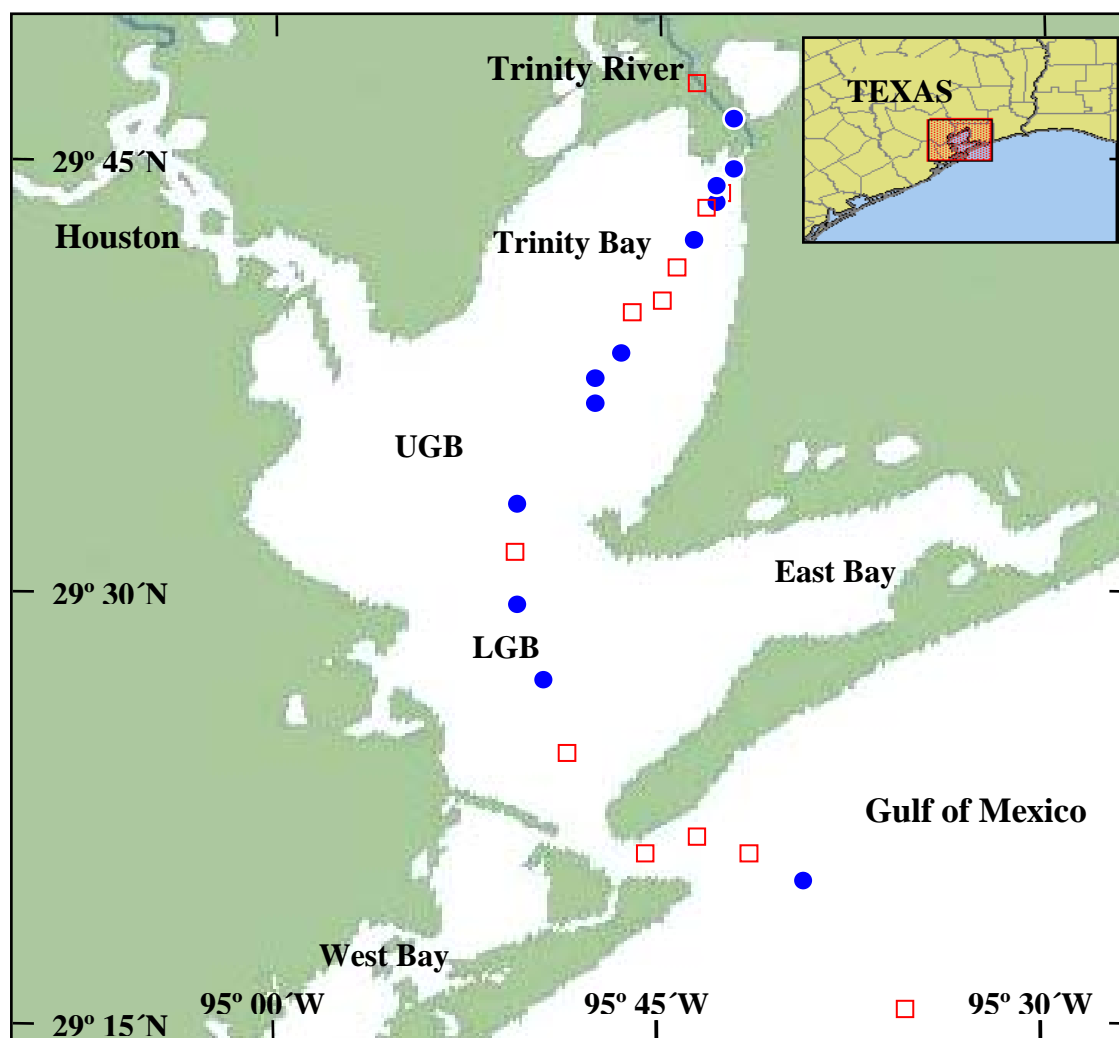 Trinity River
TEXAS
29º 45´N
Houston
Trinity Bay
UGB
East Bay
29º 30´N
LGB
Gulf of Mexico
West Bay
95º 00´W
95º 45´W
95º 30´W
29º 15´N